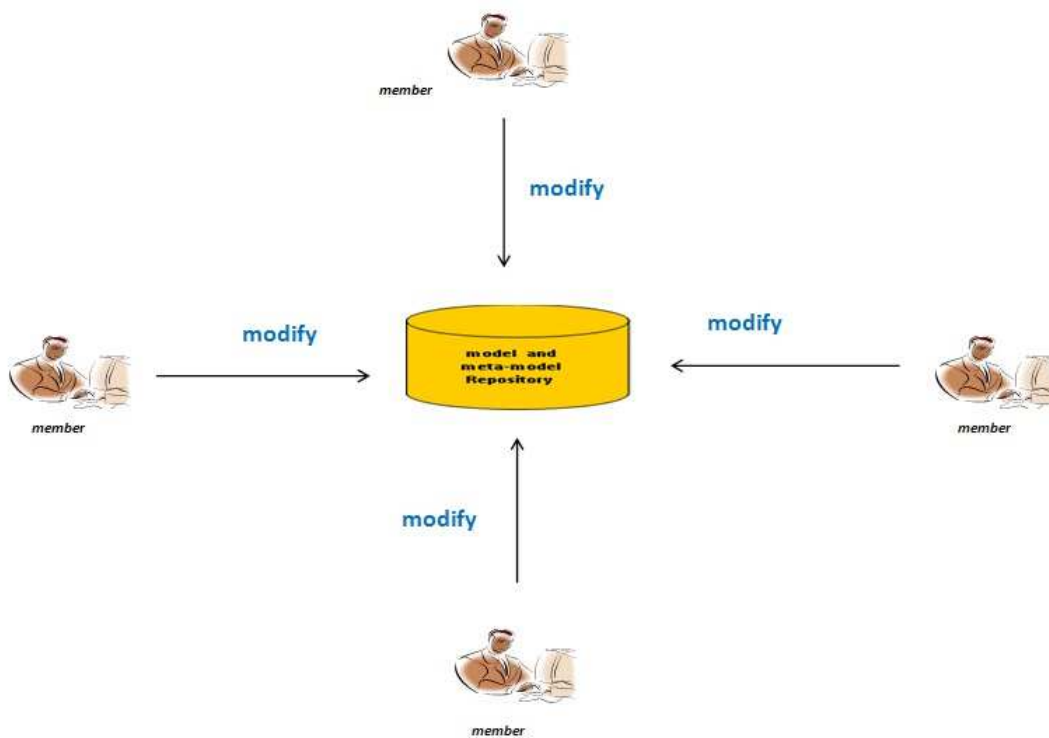 member
modify
modify
modify
model and
meta-model
Repository
member
member
modify
member